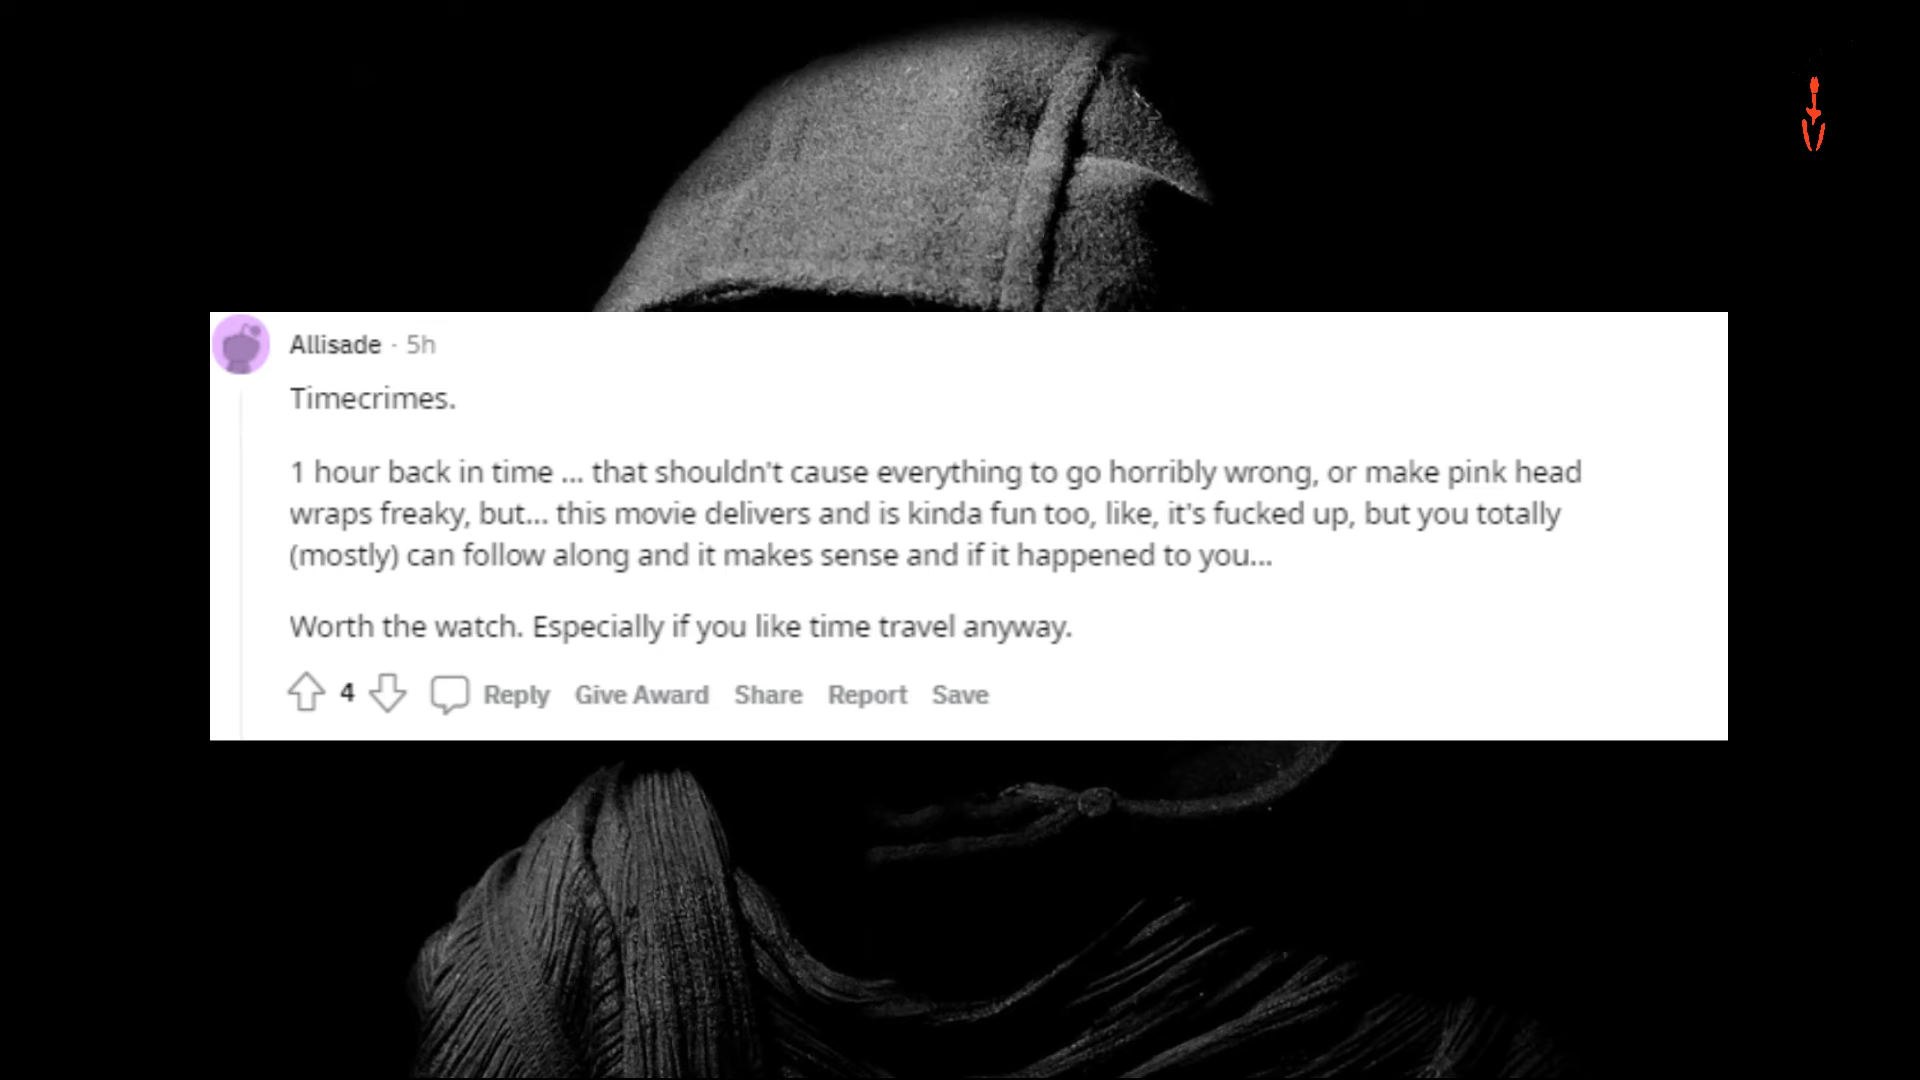 Allisade · 5h
Timecrimes.
1 hour back in time ... that shouldn't cause everything to go horribly wrong, or make pink head
wraps freaky, but... this movie delivers and is kinda fun too, like, it's fucked up, but you totally
(mostly) can follow along and it makes sense and if it happened to you...
Worth the watch. Especially if you like time travel anyway.
4 Reply Give Award Share Report Save